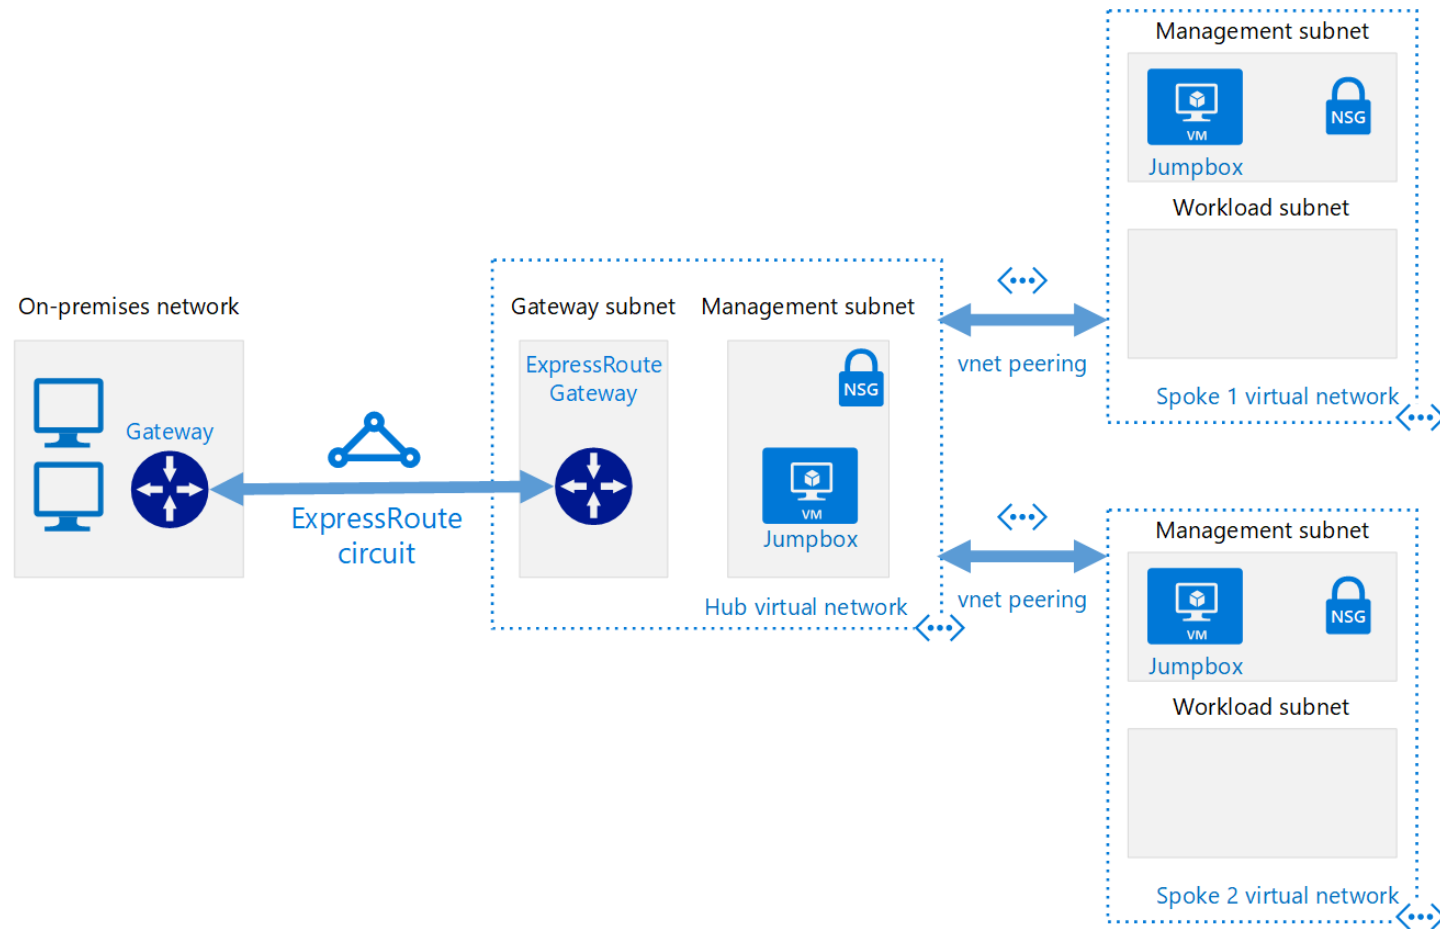 On-premises network
Gateway
ExpressRoute
circuit
Gateway subnet
ExpressRoute
Gateway
Management subnet
NSG
VM
Jumpbox
Hub virtual network
vnet peering
vnet peering
Management subnet
VM
NSG
Jumpbox
Workload subnet
Spoke 1 virtual network
Management subnet
VM
NSG
Jumpbox
Workload subnet
Spoke 2 virtual network